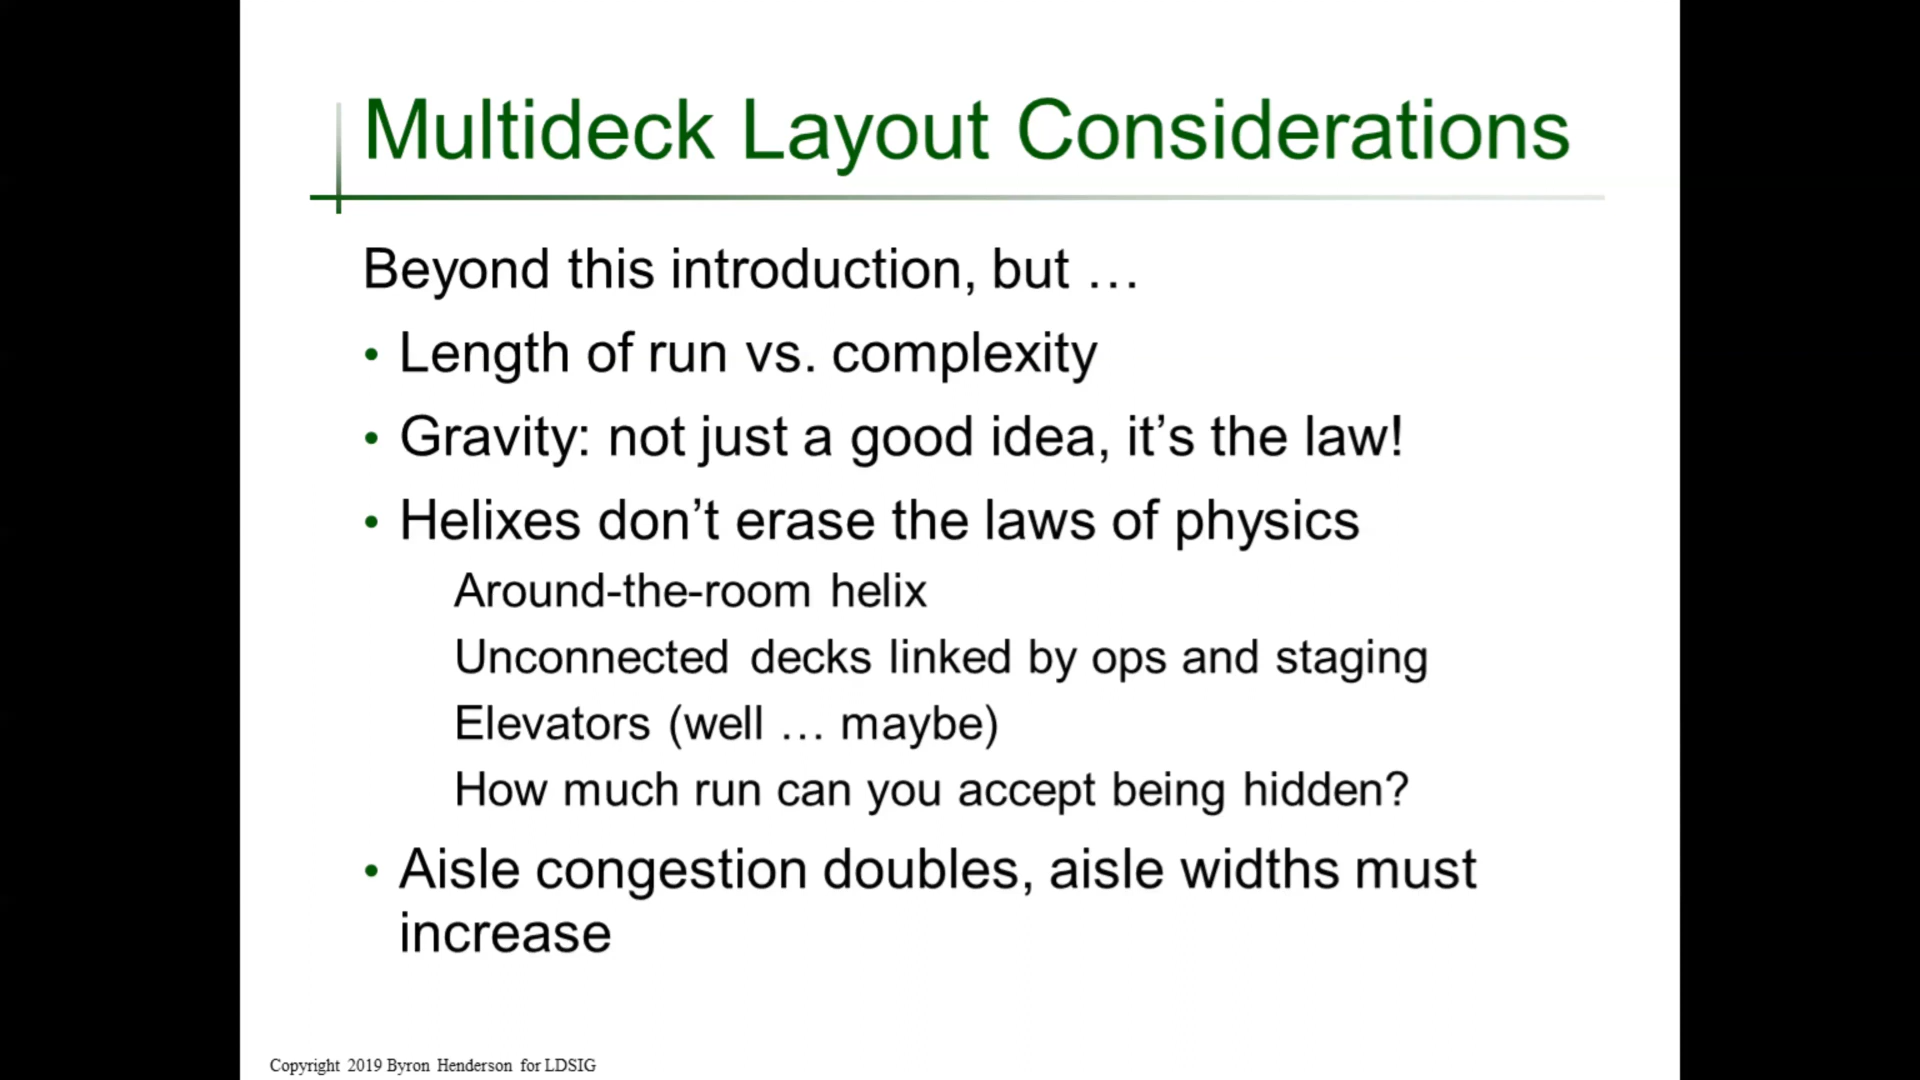 Multideck Layout Considerations
Beyond this introduction, but …
• Length of run vs. complexity
• Gravity: not just a good idea, it’s the law!
• Helixes don’t erase the laws of physics
Around-the-room helix
Unconnected decks linked by ops and staging
Elevators (well … maybe)
How much run can you accept being hidden?
• Aisle congestion doubles, aisle widths must
increase
Copyright 2019 Byron Henderson for LDSIG